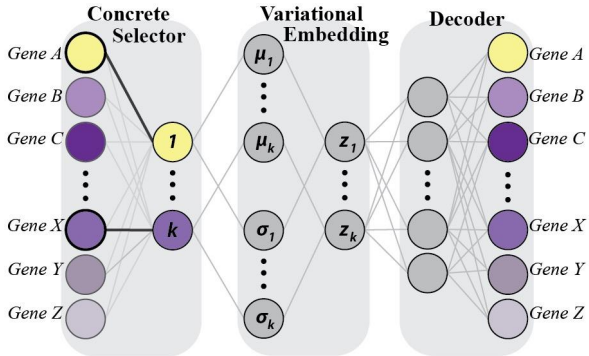 Concrete
Selector
Variational
Embedding
Decoder
Gene A
Gene B
Gene C
Gene X
Gene Y
Gene Z
1
k
μ1
μk
σ1
σk
z1
zk
Gene A
Gene B
Gene C
Gene X
Gene Y
Gene Z